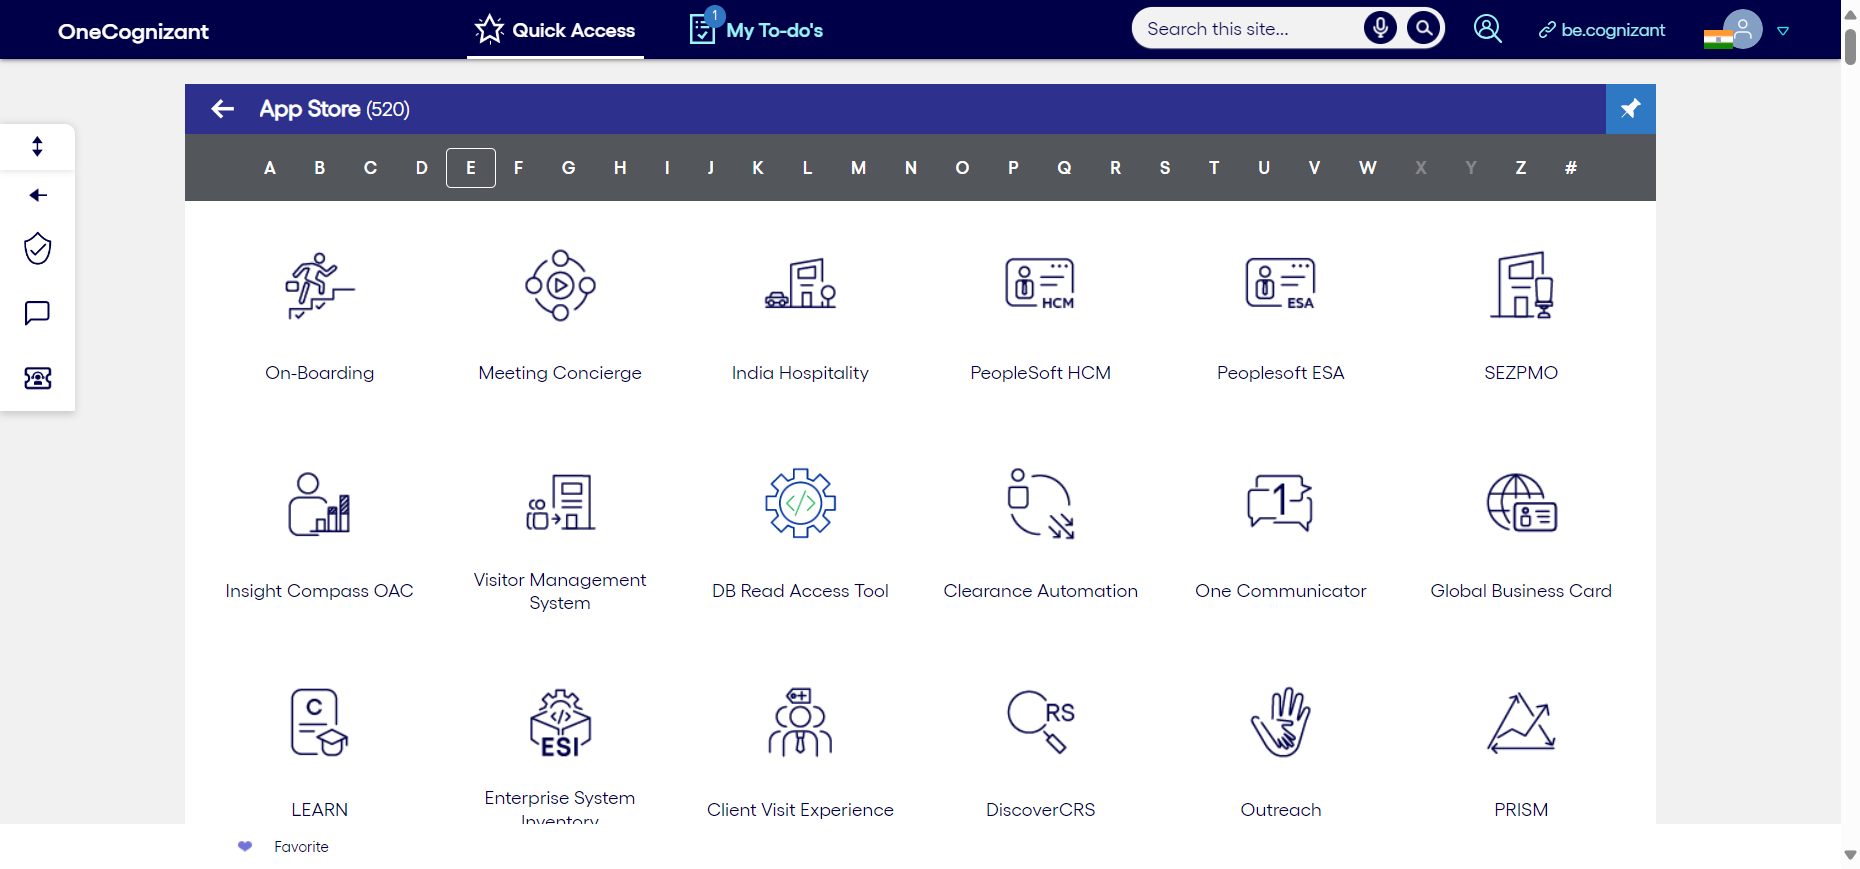 OneCognizant
Quick Access
1
My To-do's
Search this site...
be.cognizant
App Store (520)
A B C D E F G H I J K L M N O P Q R S T U V W X Y Z #
HCM
ESA
On-Boarding
Meeting Concierge
India Hospitality
PeopleSoft HCM
Peoplesoft ESA
SEZPMO
1
Insight Compass OAC
Visitor Management
System
DB Read Access Tool
Clearance Automation
One Communicator
Global Business Card
C
ESI
RS
LEARN
Enterprise System
Inventory
Client Visit Experience
DiscoverCRS
Outreach
PRISM
Favorite